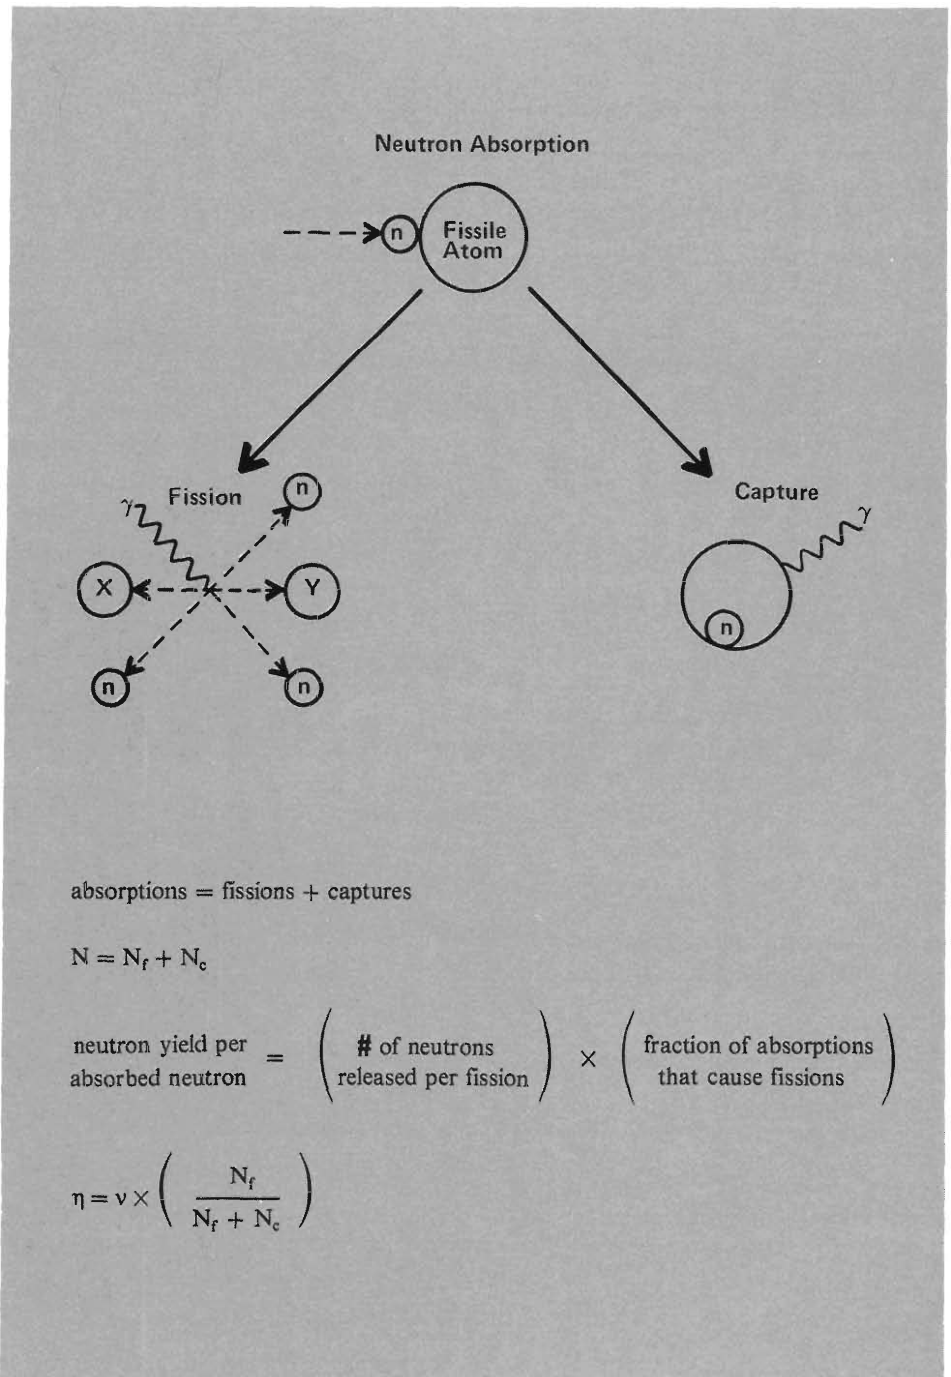 Neutron Absorption
n
Fissile
Atom
γ
Fission
n
X
Y
n
n
Capture
γ
n
absorptions = fissions + captures
N = N_f + N_c
neutron yield per
absorbed neutron
=
( # of neutrons
released per fission )
×
( fraction of absorptions
that cause fissions )
η = ν × ( N_f / N_f + N_c )